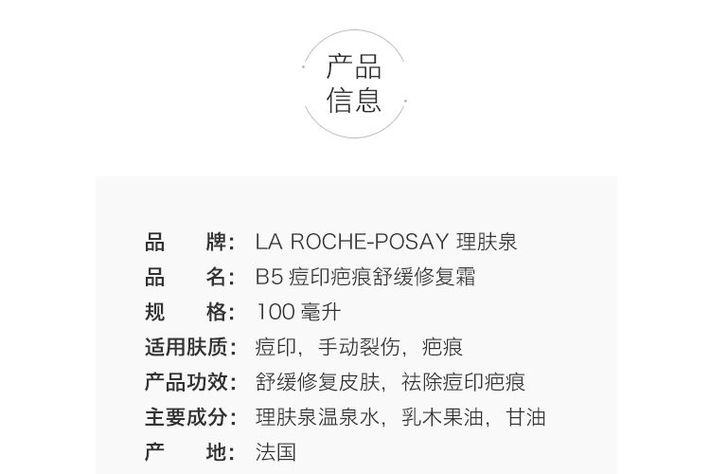 产品
信息
品 牌： LA ROCHE-POSAY 理肤泉
品 名： B5 痘印疤痕舒缓修复霜
规 格： 100 毫升
适用肤质： 痘印，手动裂伤，疤痕
产品功效： 舒缓修复皮肤，祛除痘印疤痕
主要成分： 理肤泉温泉水，乳木果油，甘油
产 地： 法国